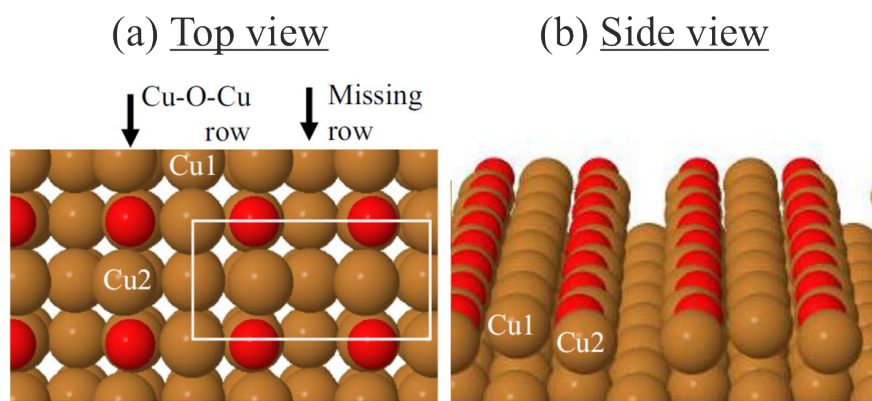 (a) Top view
(b) Side view
Cu-O-Cu
row
Missing
row
Cu1
Cu2
Cu1
Cu2